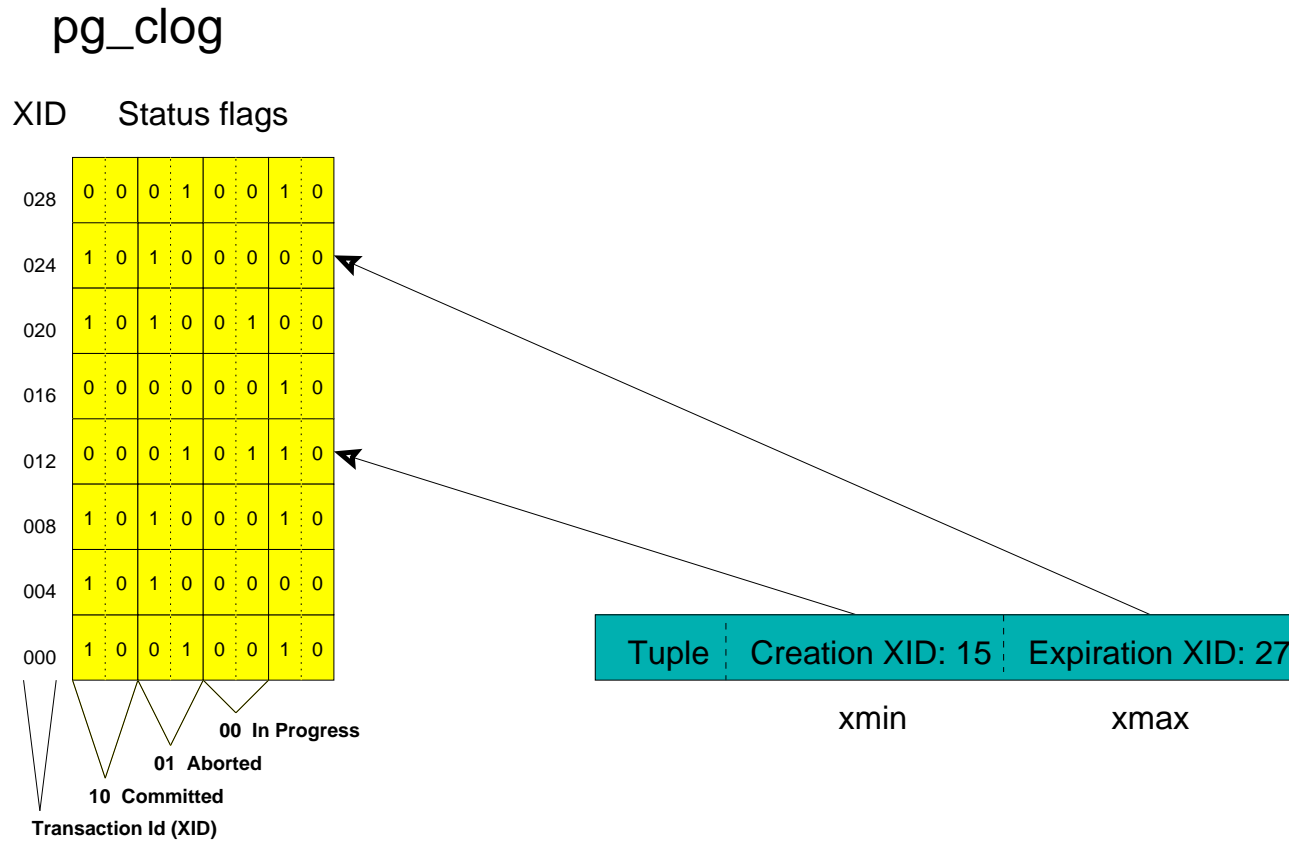 pg_clog
XID Status flags
028 0 0 0 1 0 0 1 0
024 1 0 1 0 0 0 0 0
020 1 0 1 0 0 1 0 0
016 0 0 0 0 0 0 1 0
012 0 0 0 1 0 1 1 0
008 1 0 1 0 0 0 1 0
004 1 0 1 0 0 0 0 0
000 1 0 0 1 0 0 1 0
Tuple Creation XID: 15 Expiration XID: 27
xmin xmax
00 In Progress
01 Aborted
10 Committed
Transaction Id (XID)